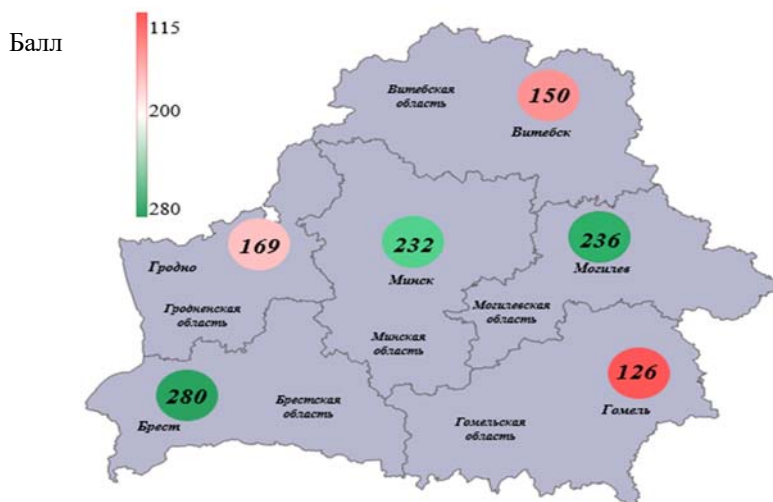 Балл
115
200
280
Витебская
область
150
Витебск
169
Гродно
Гродненская
область
232
Минск
Минская
область
236
Могилев
Могилевская
область
280
Брест
Брестская
область
126
Гомель
Гомельская
область